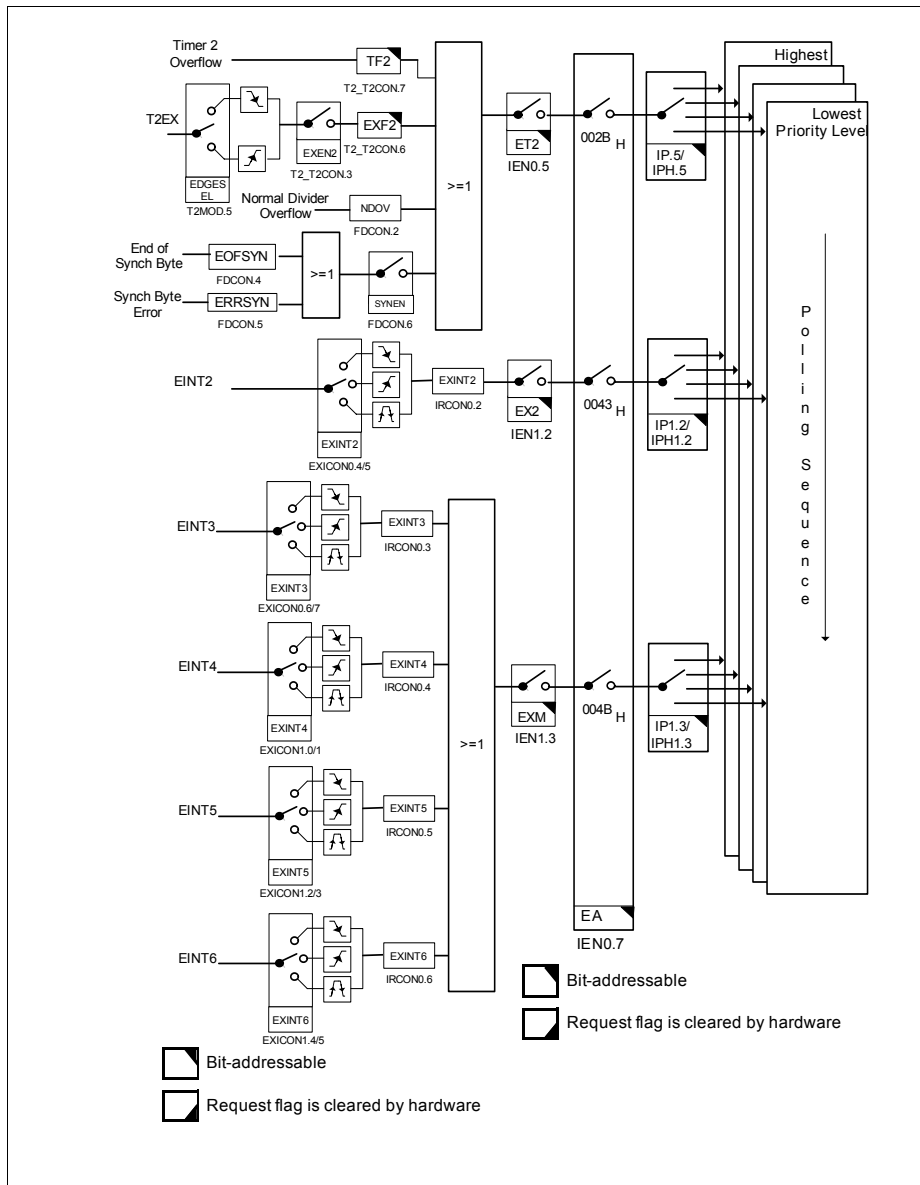 Timer 2
Overflow
TF2
T2_T2CON.7
T2EX
EDGES
EL
T2MOD.5
EXEN2
T2_T2CON.3
EXF2
T2_T2CON.6
Normal Divider
Overflow
NDOV
FDCON.2
End of
Synch Byte
EOFSYN
FDCON.4
Synch Byte
Error
ERRSYN
FDCON.5
>=1
SYNEN
FDCON.6
>=1
ET2
IEN0.5
002B H
IP.5/
IPH.5
Highest
Lowest
Priority Level
EINT2
EXINT2
EXICON0.4/5
EXINT2
IRCON0.2
EX2
IEN1.2
0043 H
IP1.2/
IPH1.2
Polling Sequence
EINT3
EXINT3
EXICON0.6/7
EXINT3
IRCON0.3
EINT4
EXINT4
EXICON1.0/1
EXINT4
IRCON0.4
>=1
EXM
IEN1.3
004B H
IP1.3/
IPH1.3
EINT5
EXINT5
EXICON1.2/3
EXINT5
IRCON0.5
EINT6
EXINT6
EXICON1.4/5
EXINT6
IRCON0.6
EA
IEN0.7
Bit-addressable
Request flag is cleared by hardware
Bit-addressable
Request flag is cleared by hardware